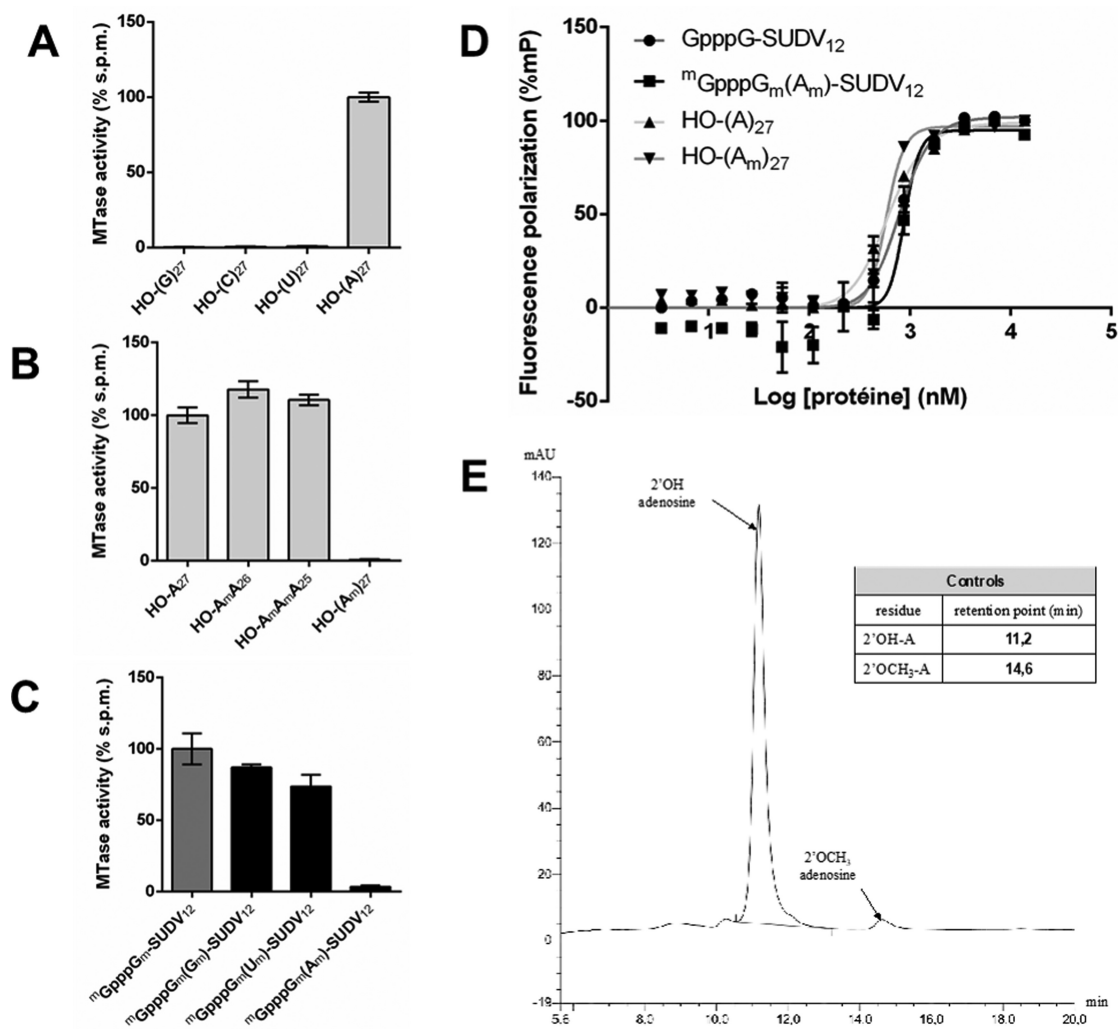 A
MTase activity (% s.p.m.)
150
100
50
0
HO-(G)27
HO-(C)27
HO-(U)27
HO-(A)27
B
MTase activity (% s.p.m.)
150
100
50
0
HO-A27
HO-AmA26
HO-AmAmA25
HO-(Am)27
C
MTase activity (% s.p.m.)
150
100
50
0
mGpppGm-SUDV12
mGpppGm(Gm)-SUDV12
mGpppGm(Um)-SUDV12
mGpppGm(Am)-SUDV12
D
Fluorescence polarization (%mP)
150
100
50
0
-50
GpppG-SUDV12
mGpppGm(Am)-SUDV12
HO-(A)27
HO-(Am)27
1
2
3
4
5
Log [protéine] (nM)
E
mAU
140
120
100
80
60
40
20
0
-19
2'OH
adenosine
2'OCH3
adenosine
Controls
residue retention point (min)
2'OH-A 11,2
2'OCH3-A 14,6
min
5.6
8.0
10.0
12.0
14.0
16.0
18.0
20.0